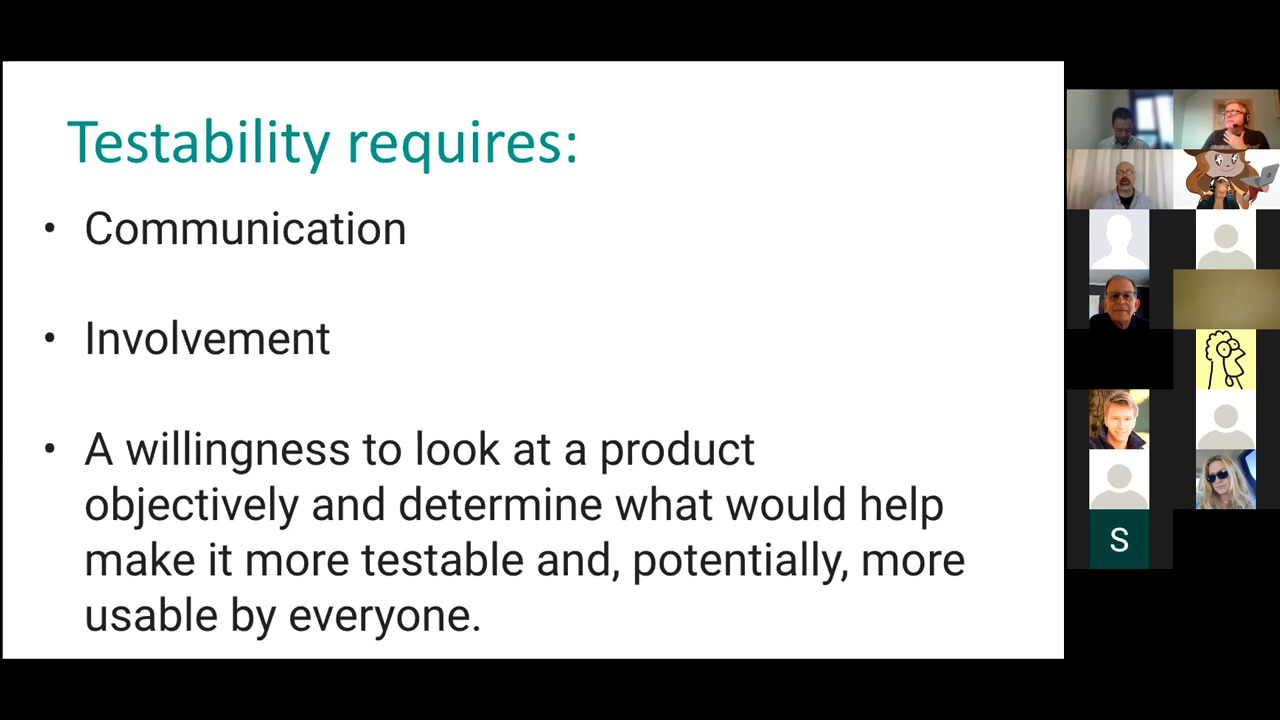 Testability requires:
• Communication
• Involvement
• A willingness to look at a product
objectively and determine what would help
make it more testable and, potentially, more
usable by everyone.
S